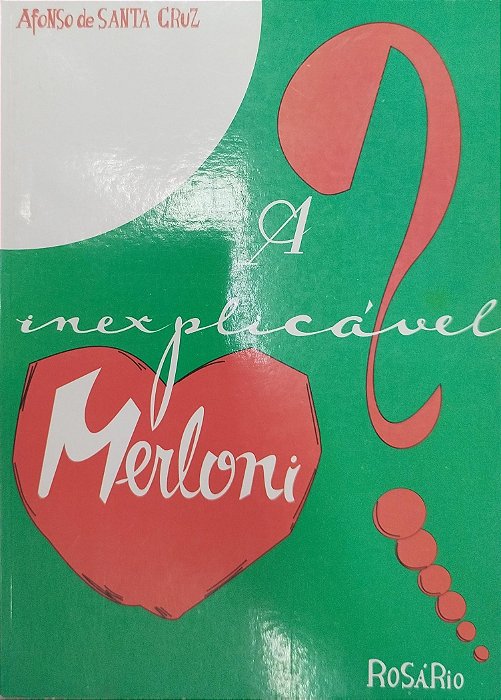 Afonso de SANTA CRUZ
A
inexplicável
Merloni
ROSÁRIO